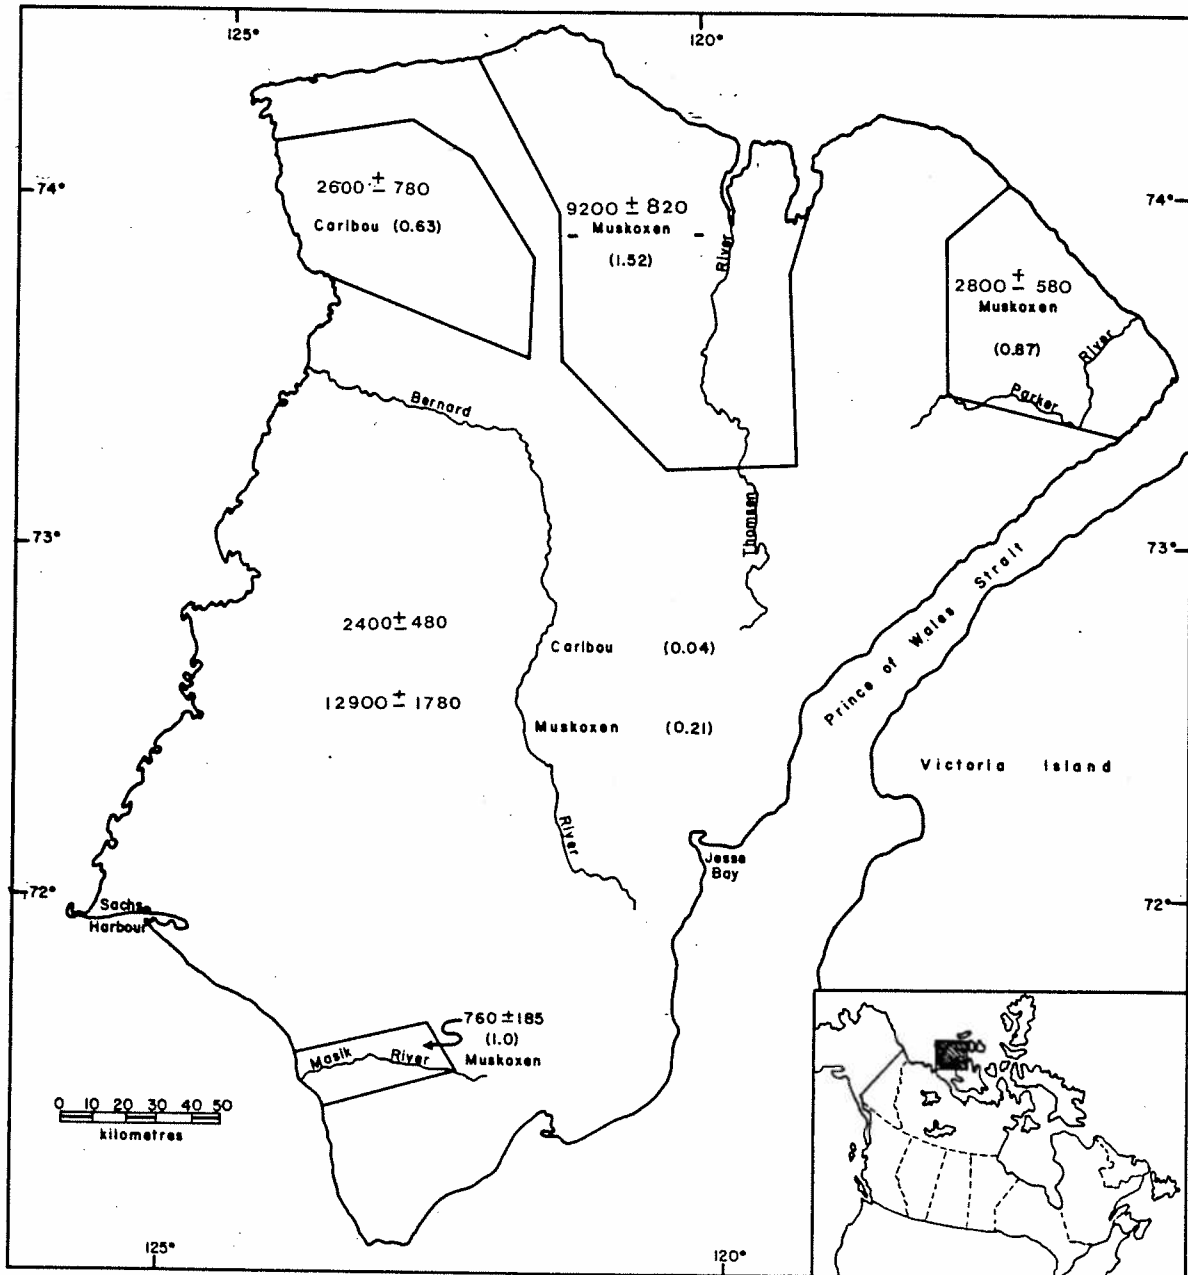 125°
120°
74°
74°
2600 ± 780
Caribou (0.63)
9200 ± 820
Muskoxen
(1.52)
River
2800 ± 580
Muskoxen
(0.87)
River
Parker
Bernard
Thomsen
73°
73°
2400 ± 480
Caribou (0.04)
12900 ± 1780
Muskoxen (0.21)
River
Prince of Wales Strait
Victoria Island
Jesse
Bay
72°
72°
Sachs
Harbour
760 ± 185
(1.0)
Muskoxen
Masik River
0 10 20 30 40 50
kilometres
125°
120°